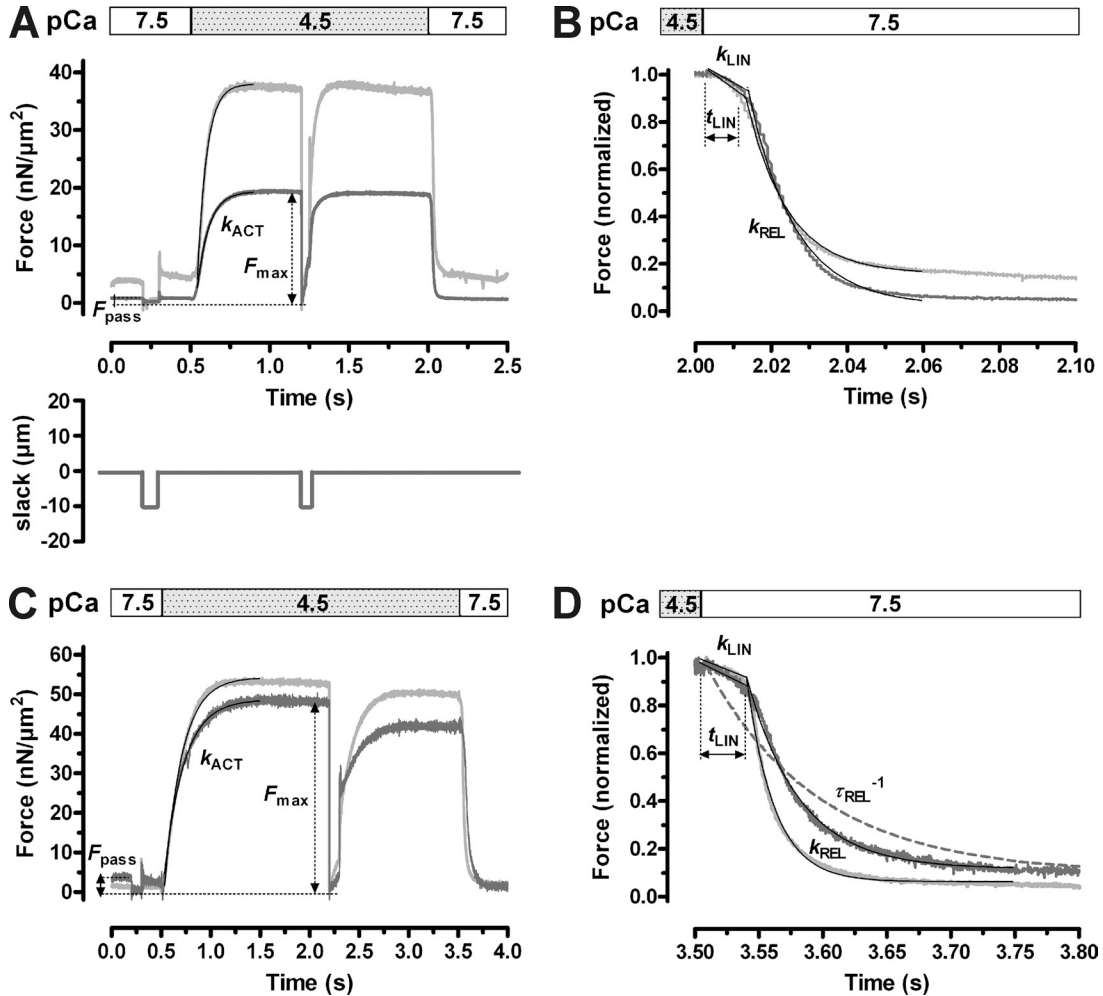 A pCa 7.5 4.5 7.5
Force (nN/µm²)
40
30
20
10
0
kACT
Fmax
Fpass
0.0 0.5 1.0 1.5 2.0 2.5
Time (s)
slack (µm)
20
10
0
-10
-20
B pCa 4.5 7.5
Force (normalized)
1.0
0.8
0.6
0.4
0.2
0.0
kLIN
tLIN
kREL
2.00 2.02 2.04 2.06 2.08 2.10
Time (s)
C pCa 7.5 4.5 7.5
Force (nN/µm²)
60
50
40
30
20
10
0
kACT
Fmax
Fpass
0.0 0.5 1.0 1.5 2.0 2.5 3.0 3.5 4.0
Time (s)
D pCa 4.5 7.5
Force (normalized)
1.0
0.8
0.6
0.4
0.2
0.0
kLIN
tLIN
τREL⁻¹
kREL
3.50 3.55 3.60 3.65 3.70 3.75 3.80
Time (s)